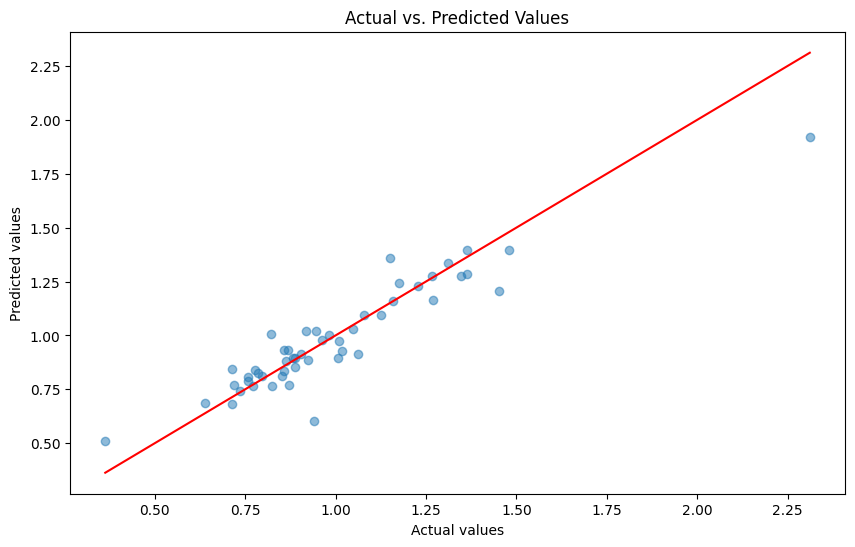 Actual vs. Predicted Values
Predicted values
2.25
2.00
1.75
1.50
1.25
1.00
0.75
0.50
0.50 0.75 1.00 1.25 1.50 1.75 2.00 2.25
Actual values